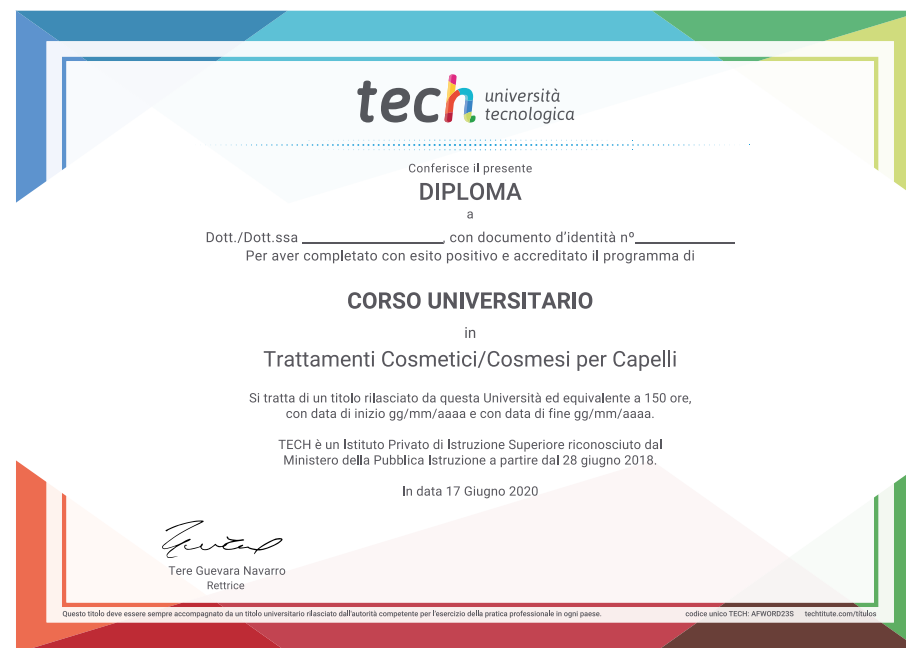 tech università
tecnologica
Conferisce il presente
DIPLOMA
a
Dott./Dott.ssa ________________, con documento d'identità nº____________
Per aver completato con esito positivo e accreditato il programma di
CORSO UNIVERSITARIO
in
Trattamenti Cosmetici/Cosmesi per Capelli
Si tratta di un titolo rilasciato da questa Università ed equivalente a 150 ore,
con data di inizio gg/mm/aaaa e con data di fine gg/mm/aaaa.
TECH è un Istituto Privato di Istruzione Superiore riconosciuto dal
Ministero della Pubblica Istruzione a partire dal 28 giugno 2018.
In data 17 Giugno 2020
Tere Guevara Navarro
Rettrice
Questo titolo deve essere sempre accompagnato da un titolo universitario rilasciato dall'autorità competente per l'esercizio della pratica professionale in ogni paese. codice unico TECH: AFWORD23S techtitute.com/titulos